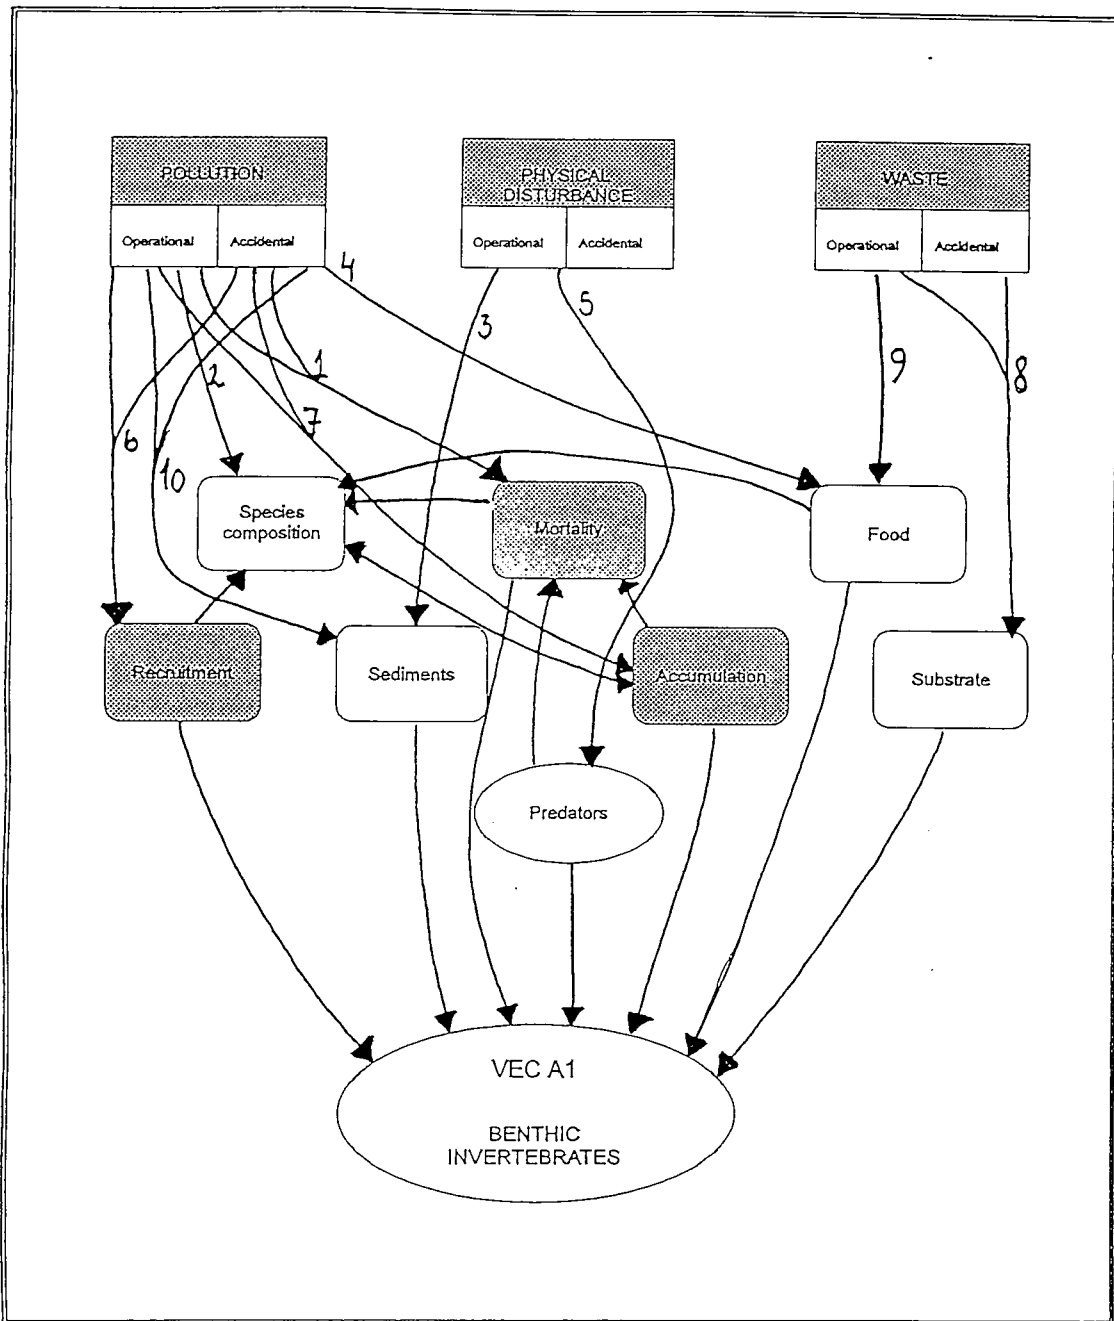 POLLUTION
Operational
Accidental
PHYSICAL
DISTURBANCE
Operational
Accidental
WASTE
Operational
Accidental
4
5
3
1
2
9
8
7
6
10
Species
composition
Mortality
Food
Recruitment
Sediments
Accumulation
Substrate
Predators
VEC A1
BENTHIC
INVERTEBRATES